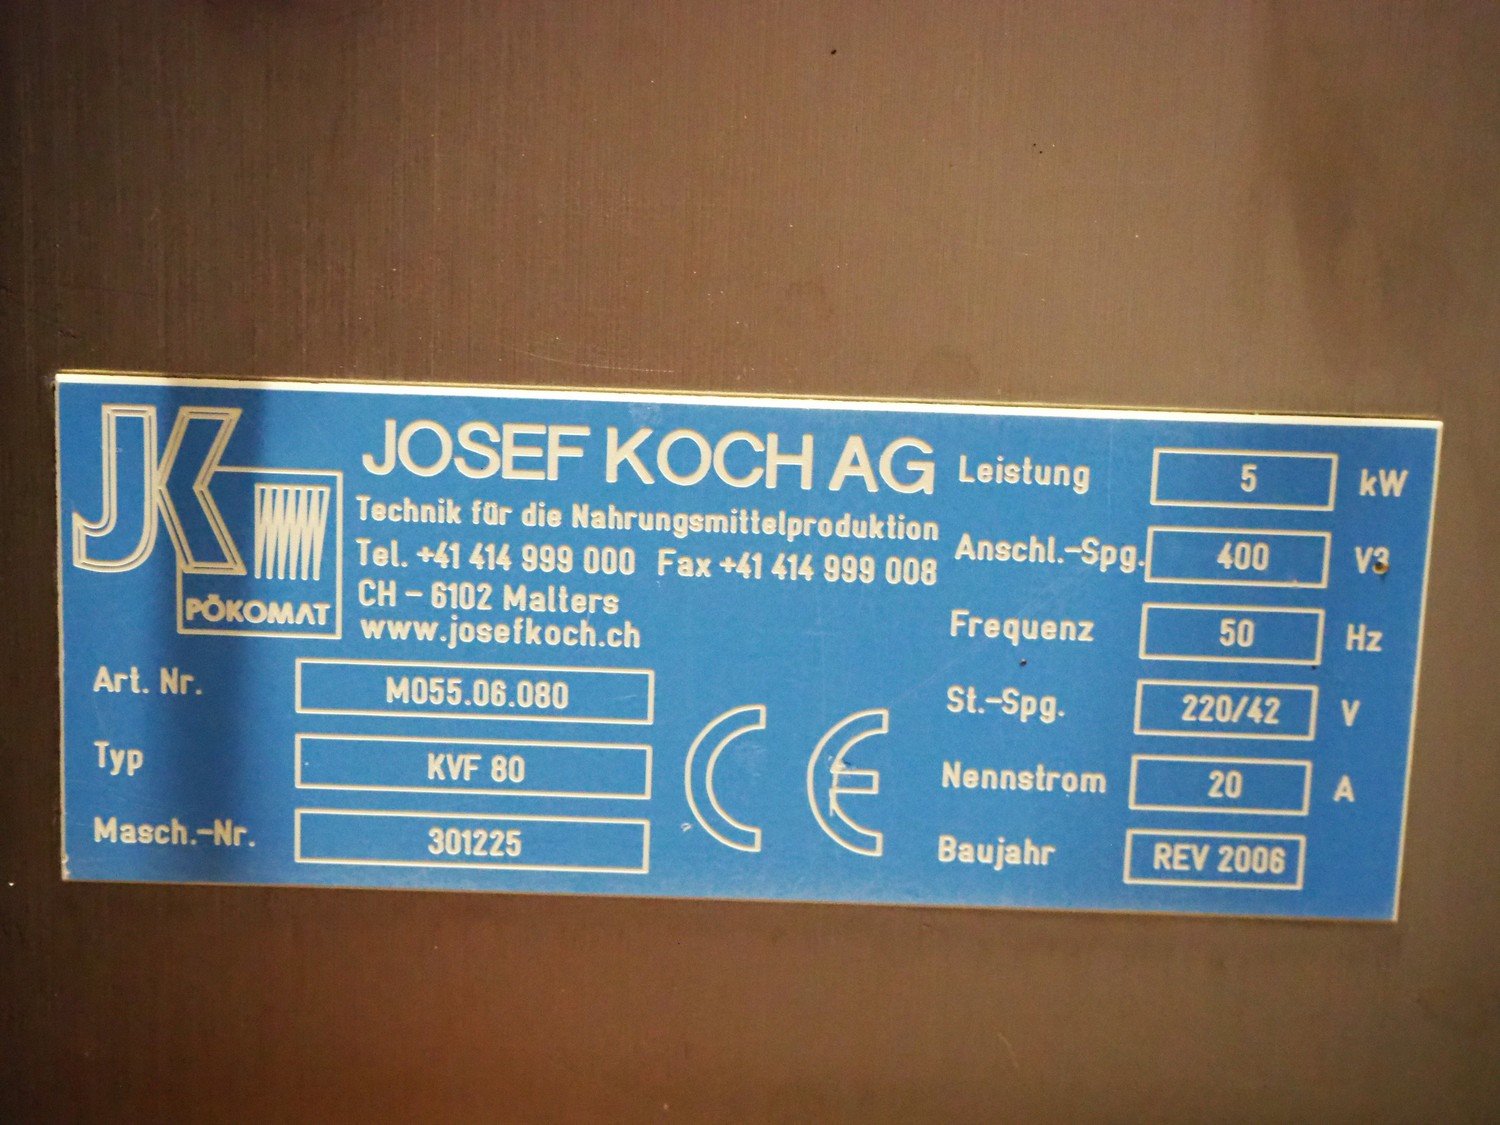 JK
PÖKOMAT
JOSEF KOCH AG
Technik für die Nahrungsmittelproduktion
Tel. +41 414 999 000 Fax +41 414 999 008
CH - 6102 Malters
www.josefkoch.ch
Art. Nr. M055.06.080
Typ KVF 80
Masch.-Nr. 301225
CE
Leistung 5 kW
Anschl.-Spg. 400 V3
Frequenz 50 Hz
St.-Spg. 220/42 V
Nennstrom 20 A
Baujahr REV 2006